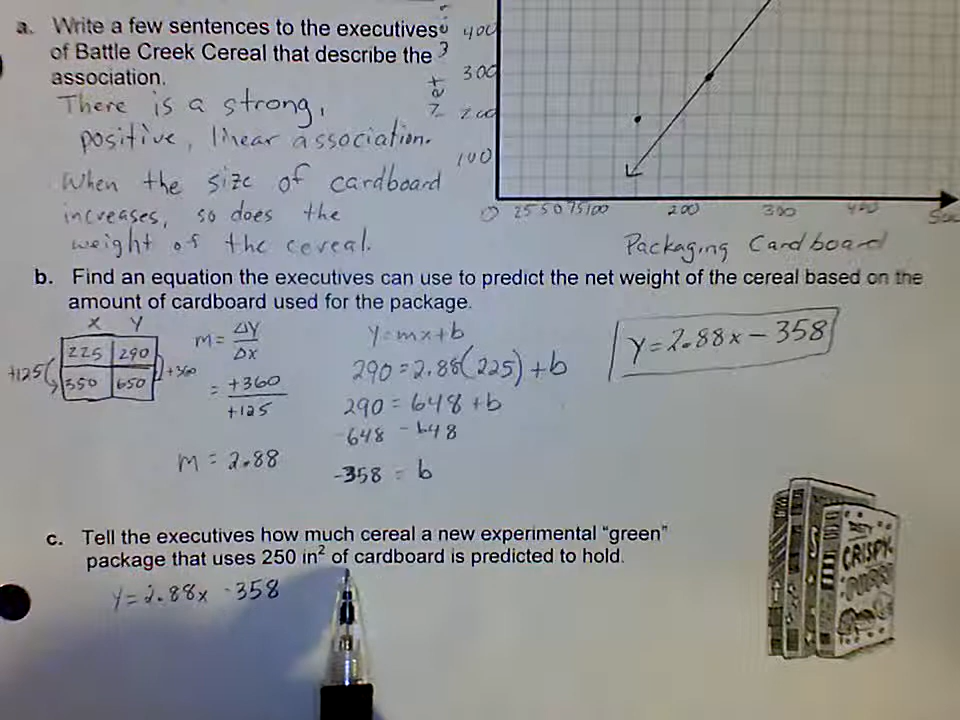 a. Write a few sentences to the executives
of Battle Creek Cereal that describe the
association.
There is a strong,
positive, linear association.
When the size of cardboard
increases, so does the
weight of the cereal.
400
300
200
100
0 25 50 75 100 200 300 400
Packaging Cardboard
b. Find an equation the executives can use to predict the net weight of the cereal based on the
amount of cardboard used for the package.
X Y
225 290
350 650
+125
+360
m = ΔY
Δx
= +360
+125
m = 2.88
y=mx+b
290 = 2.88(225) + b
290 = 648 + b
-648 -648
-358 = b
y=2.88x - 358
c. Tell the executives how much cereal a new experimental “green”
package that uses 250 in² of cardboard is predicted to hold.
y=2.88x - 358
CRISPY